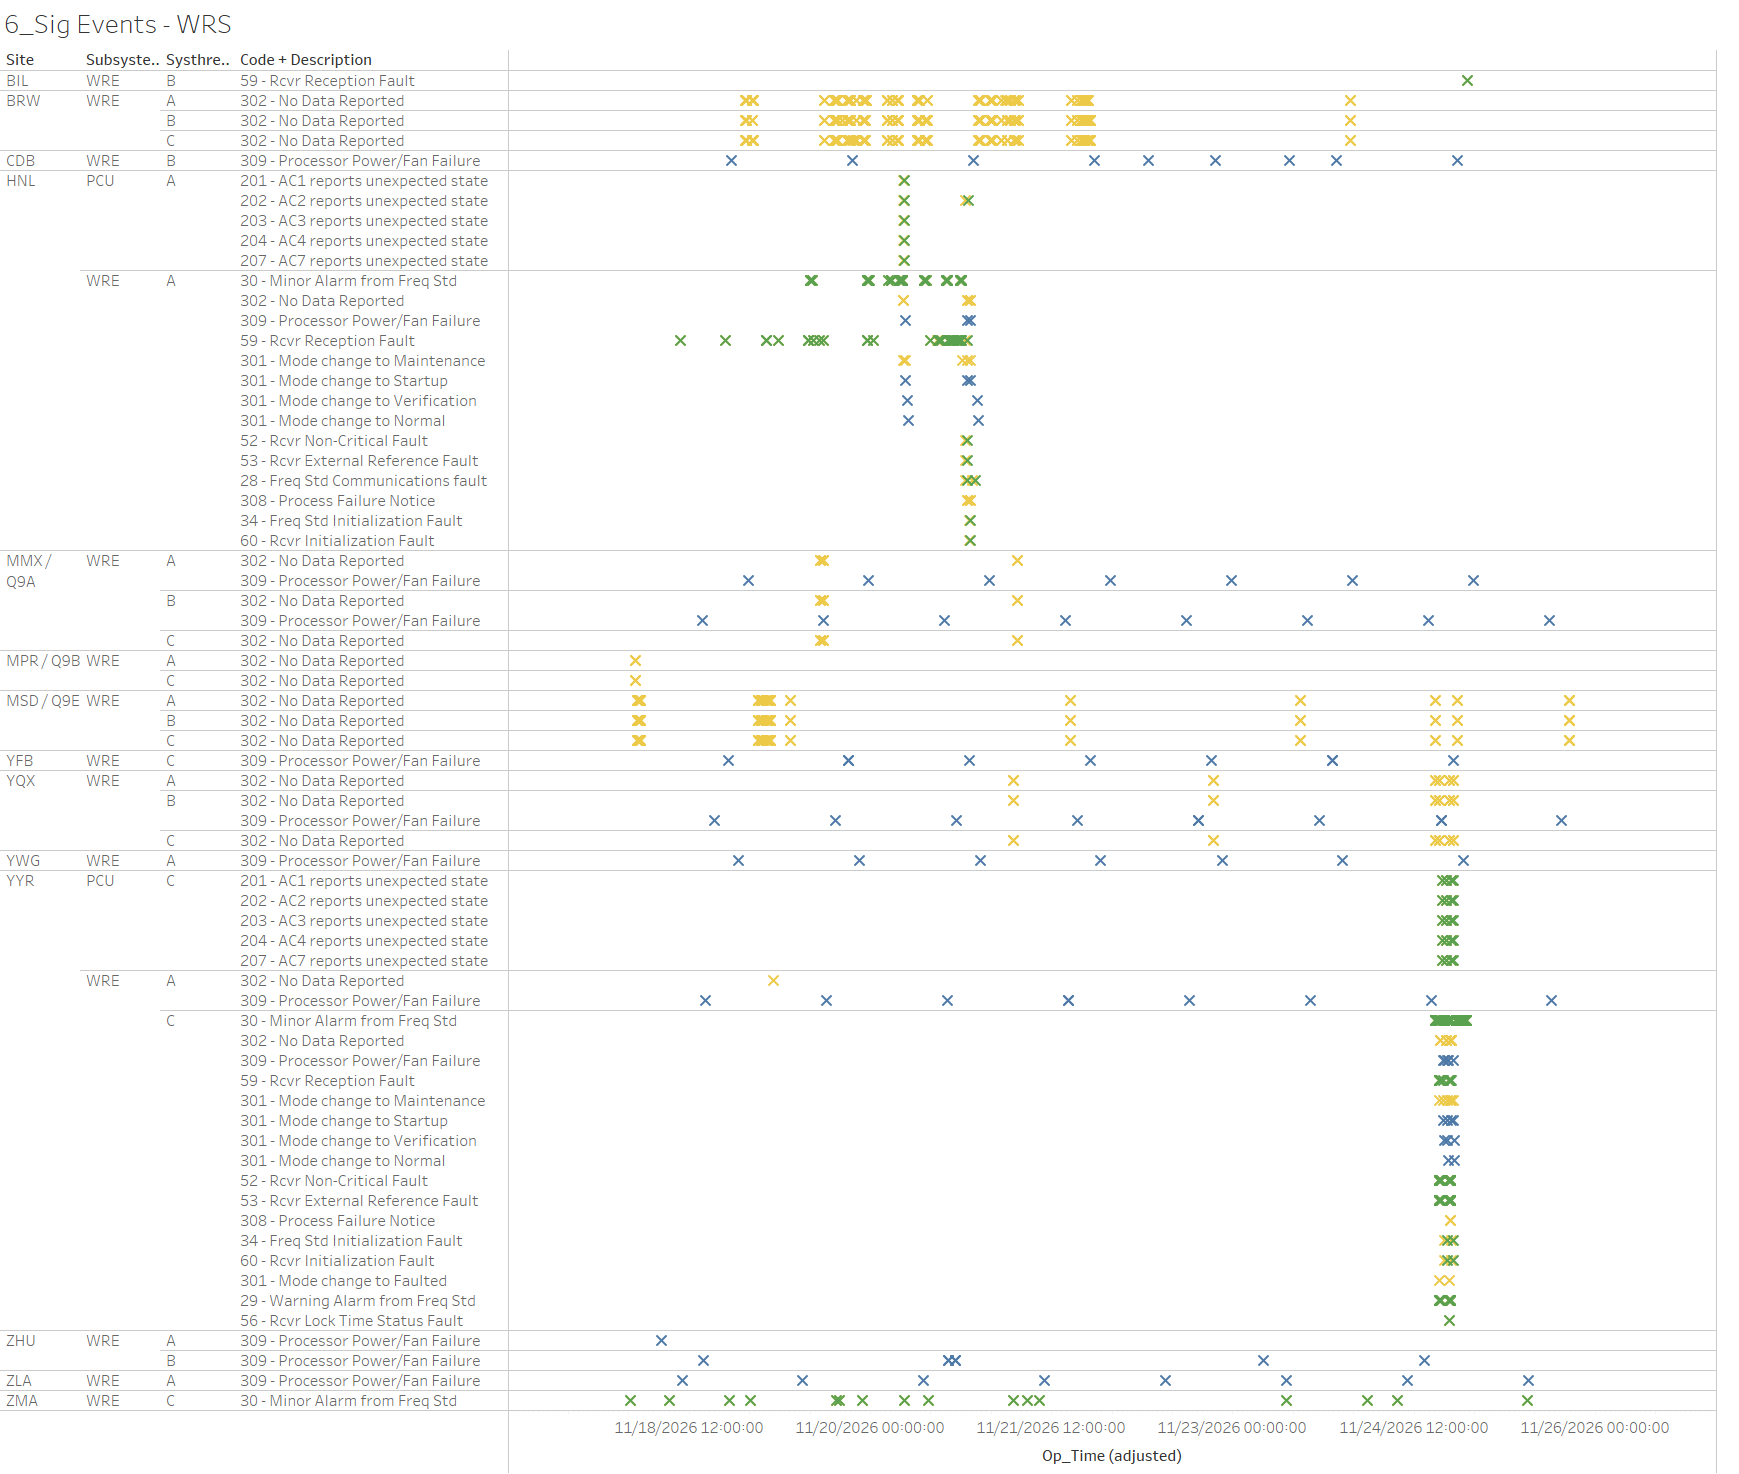 6_Sig Events - WRS
Site Subsyste.. Systhre.. Code + Description
BIL WRE B 59 - Rcvr Reception Fault
BRW WRE A 302 - No Data Reported
B 302 - No Data Reported
C 302 - No Data Reported
CDB WRE B 309 - Processor Power/Fan Failure
HNL PCU A 201 - AC1 reports unexpected state
202 - AC2 reports unexpected state
203 - AC3 reports unexpected state
204 - AC4 reports unexpected state
207 - AC7 reports unexpected state
WRE A 30 - Minor Alarm from Freq Std
302 - No Data Reported
309 - Processor Power/Fan Failure
59 - Rcvr Reception Fault
301 - Mode change to Maintenance
301 - Mode change to Startup
301 - Mode change to Verification
301 - Mode change to Normal
52 - Rcvr Non-Critical Fault
53 - Rcvr External Reference Fault
28 - Freq Std Communications fault
308 - Process Failure Notice
34 - Freq Std Initialization Fault
60 - Rcvr Initialization Fault
MMX / WRE A 302 - No Data Reported
Q9A 309 - Processor Power/Fan Failure
B 302 - No Data Reported
309 - Processor Power/Fan Failure
C 302 - No Data Reported
MPR / Q9B WRE A 302 - No Data Reported
C 302 - No Data Reported
MSD / Q9E WRE A 302 - No Data Reported
B 302 - No Data Reported
C 302 - No Data Reported
YFB WRE C 309 - Processor Power/Fan Failure
YQX WRE A 302 - No Data Reported
B 302 - No Data Reported
309 - Processor Power/Fan Failure
C 302 - No Data Reported
YWG WRE A 309 - Processor Power/Fan Failure
YYR PCU C 201 - AC1 reports unexpected state
202 - AC2 reports unexpected state
203 - AC3 reports unexpected state
204 - AC4 reports unexpected state
207 - AC7 reports unexpected state
WRE A 302 - No Data Reported
309 - Processor Power/Fan Failure
C 30 - Minor Alarm from Freq Std
302 - No Data Reported
309 - Processor Power/Fan Failure
59 - Rcvr Reception Fault
301 - Mode change to Maintenance
301 - Mode change to Startup
301 - Mode change to Verification
301 - Mode change to Normal
52 - Rcvr Non-Critical Fault
53 - Rcvr External Reference Fault
308 - Process Failure Notice
34 - Freq Std Initialization Fault
60 - Rcvr Initialization Fault
301 - Mode change to Faulted
29 - Warning Alarm from Freq Std
56 - Rcvr Lock Time Status Fault
ZHU WRE A 309 - Processor Power/Fan Failure
B 309 - Processor Power/Fan Failure
ZLA WRE A 309 - Processor Power/Fan Failure
ZMA WRE C 30 - Minor Alarm from Freq Std
11/18/2026 12:00:00 11/20/2026 00:00:00 11/21/2026 12:00:00 11/23/2026 00:00:00 11/24/2026 12:00:00 11/26/2026 00:00:00
Op_Time (adjusted)